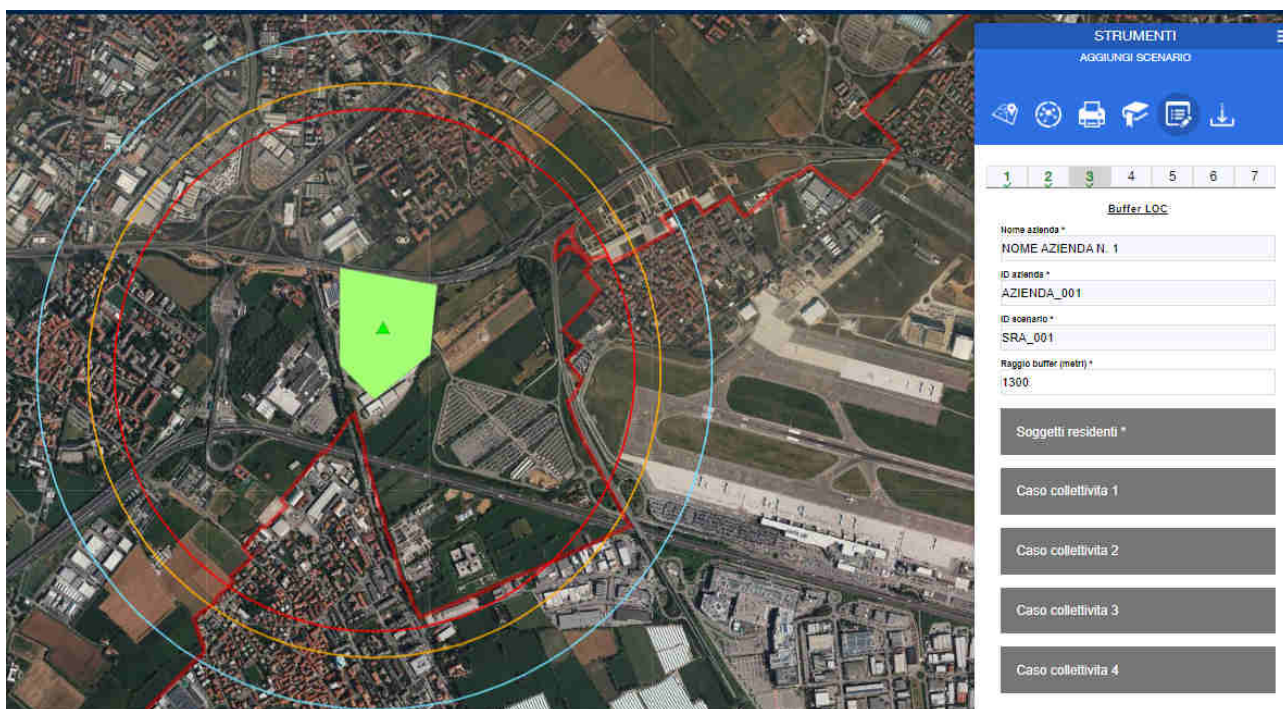 STRUMENTI
AGGIUNGI SCENARIO
1 2 3 4 5 6 7
Buffer LOC
Nome azienda *
NOME AZIENDA N. 1
ID azienda *
AZIENDA_001
ID scenario *
SRA_001
Raggio buffer (metri) *
1300
Soggetti residenti *
Caso collettivita 1
Caso collettivita 2
Caso collettivita 3
Caso collettivita 4